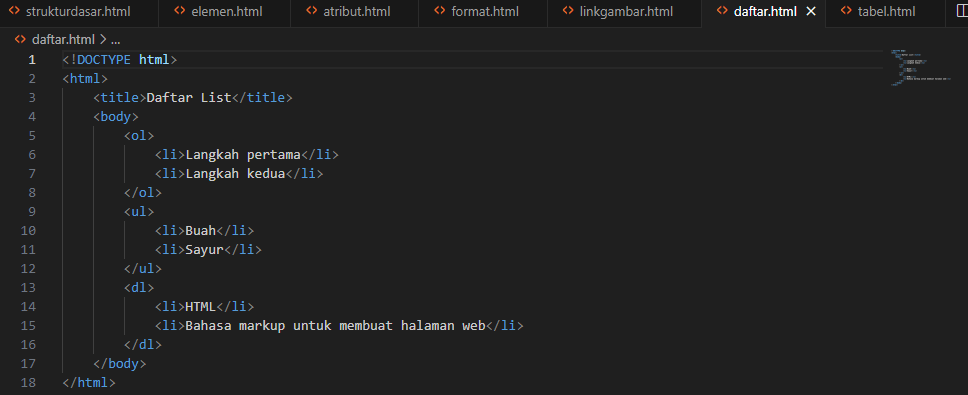 strukturdasar.html elemen.html atribut.html format.html linkgambar.html daftar.html tabel.html
daftar.html > ...
1 <!DOCTYPE html>
2 <html>
3 <title>Daftar List</title>
4 <body>
5 <ol>
6 <li>Langkah pertama</li>
7 <li>Langkah kedua</li>
8 </ol>
9 <ul>
10 <li>Buah</li>
11 <li>Sayur</li>
12 </ul>
13 <dl>
14 <li>HTML</li>
15 <li>Bahasa markup untuk membuat halaman web</li>
16 </dl>
17 </body>
18 </html>